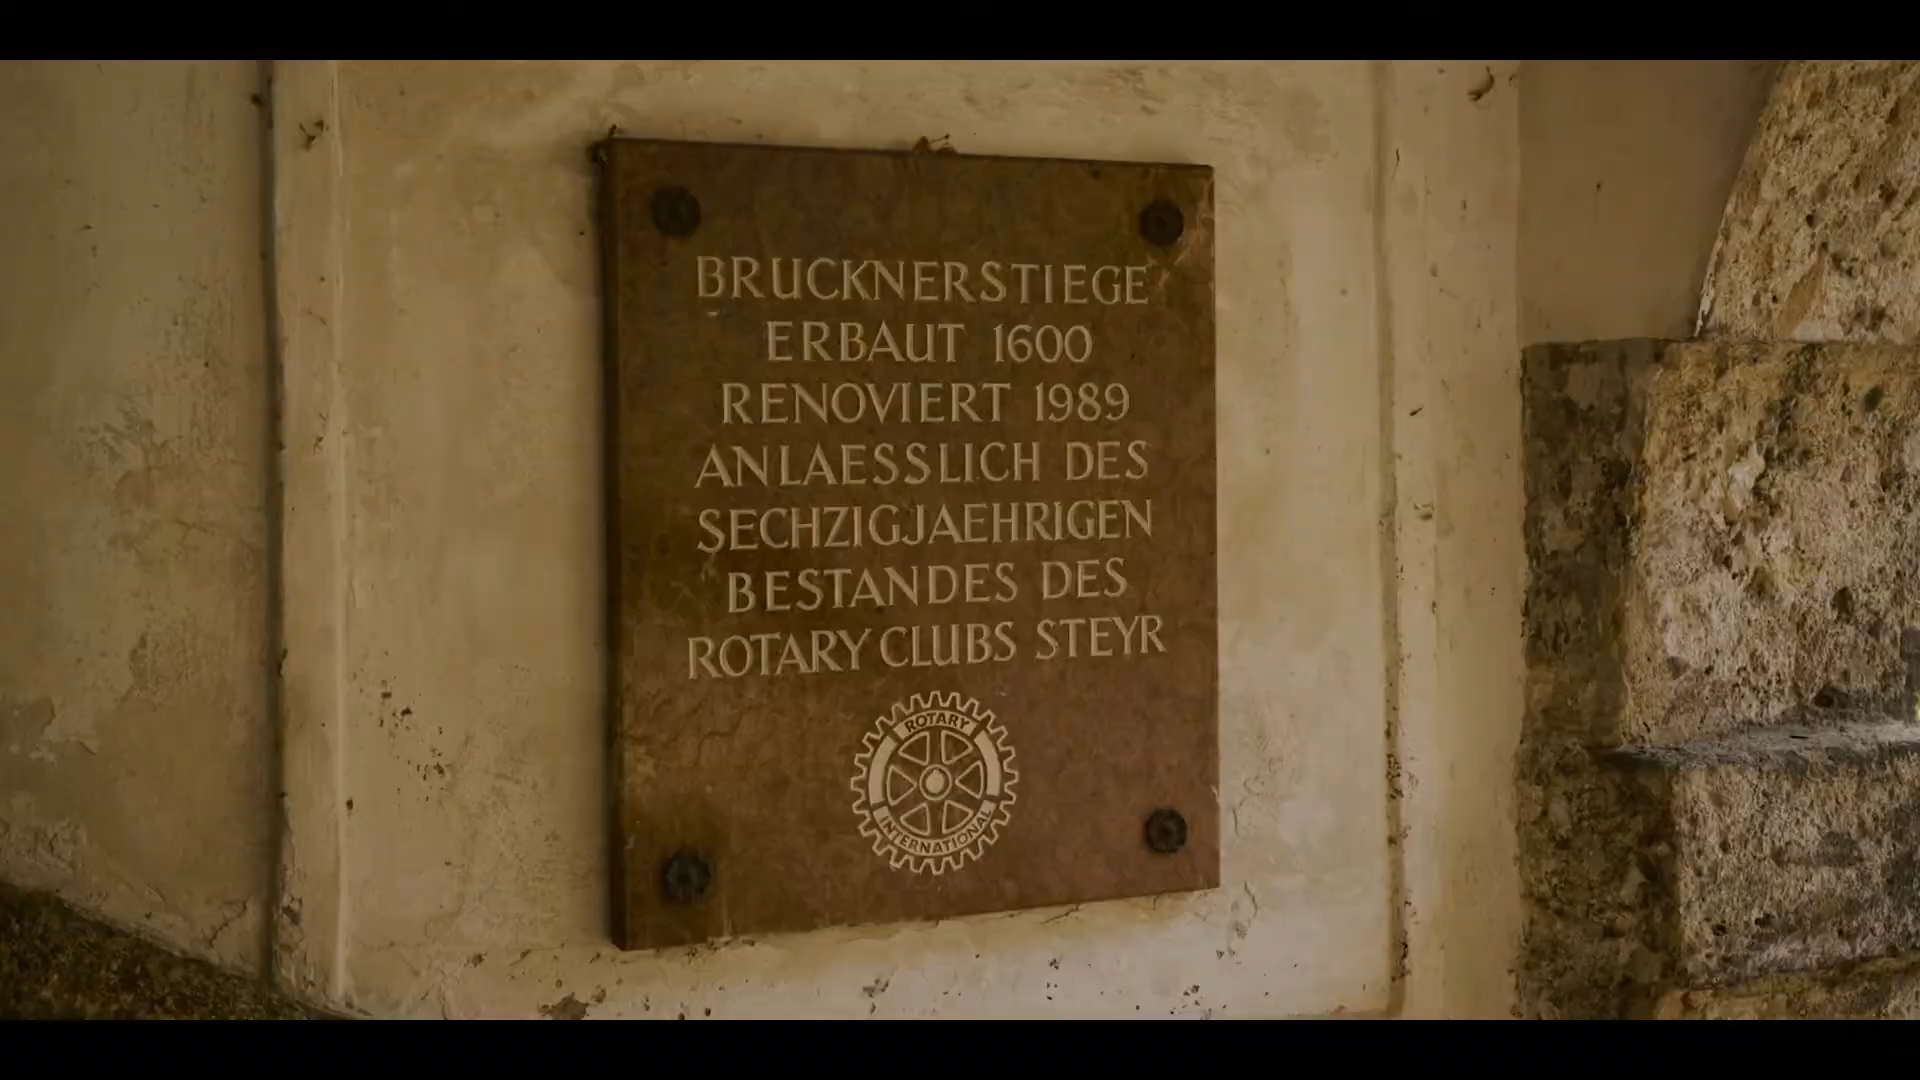 BRUCKNERSTIEGE
ERBAUT 1600
RENOVIERT 1989
ANLAESSLICH DES
SECHZIGJAEHRIGEN
BESTANDES DES
ROTARY CLUBS STEYR
ROTARY
INTERNATIONAL